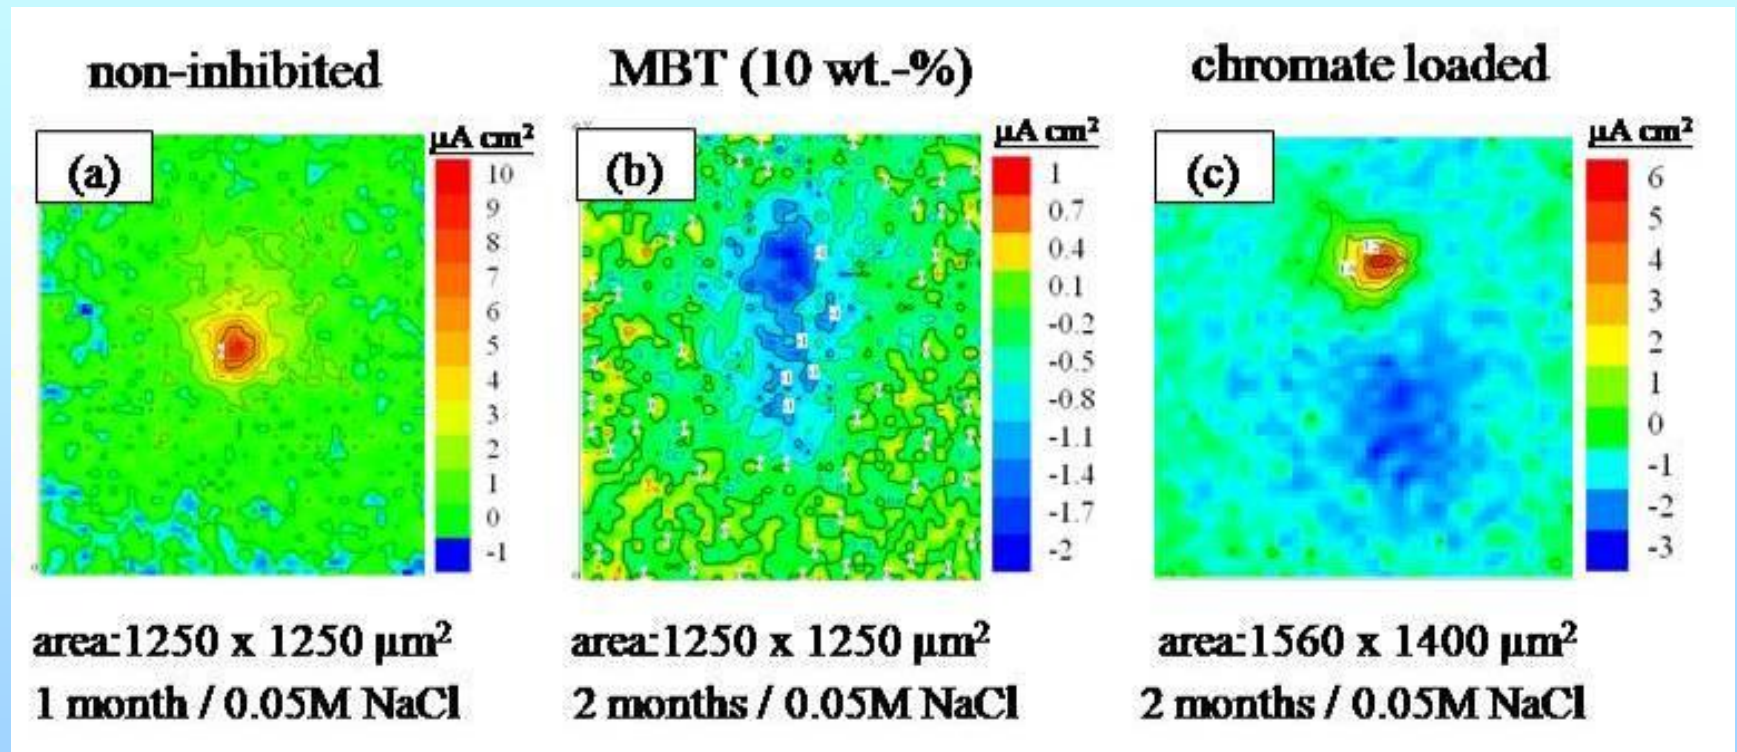 non-inhibited
MBT (10 wt.-%)
chromate loaded
(a)
µA cm²
10
9
8
7
6
5
4
3
2
1
0
-1
(b)
µA cm²
1
0.7
0.4
0.1
-0.2
-0.5
-0.8
-1.1
-1.4
-1.7
-2
(c)
µA cm²
6
5
4
3
2
1
0
-1
-2
-3
area:1250 x 1250 µm²
1 month / 0.05M NaCl
area:1250 x 1250 µm²
2 months / 0.05M NaCl
area:1560 x 1400 µm²
2 months / 0.05M NaCl